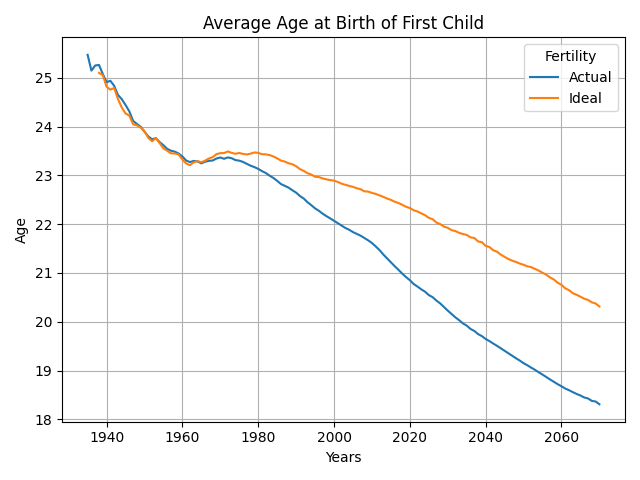 Average Age at Birth of First Child
Fertility
Actual
Ideal
Age
25
24
23
22
21
20
19
18
1940
1960
1980
2000
2020
2040
2060
Years